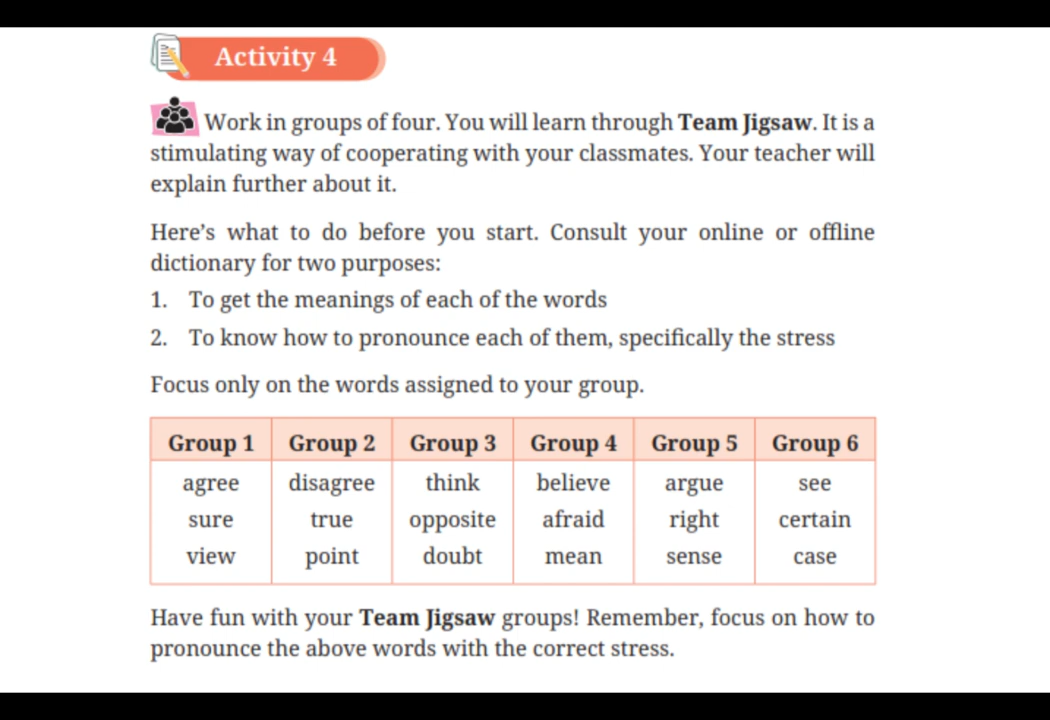 Activity 4
Work in groups of four. You will learn through Team Jigsaw. It is a
stimulating way of cooperating with your classmates. Your teacher will
explain further about it.
Here’s what to do before you start. Consult your online or offline
dictionary for two purposes:
1. To get the meanings of each of the words
2. To know how to pronounce each of them, specifically the stress
Focus only on the words assigned to your group.
Group 1 Group 2 Group 3 Group 4 Group 5 Group 6
agree disagree think believe argue see
sure true opposite afraid right certain
view point doubt mean sense case
Have fun with your Team Jigsaw groups! Remember, focus on how to
pronounce the above words with the correct stress.